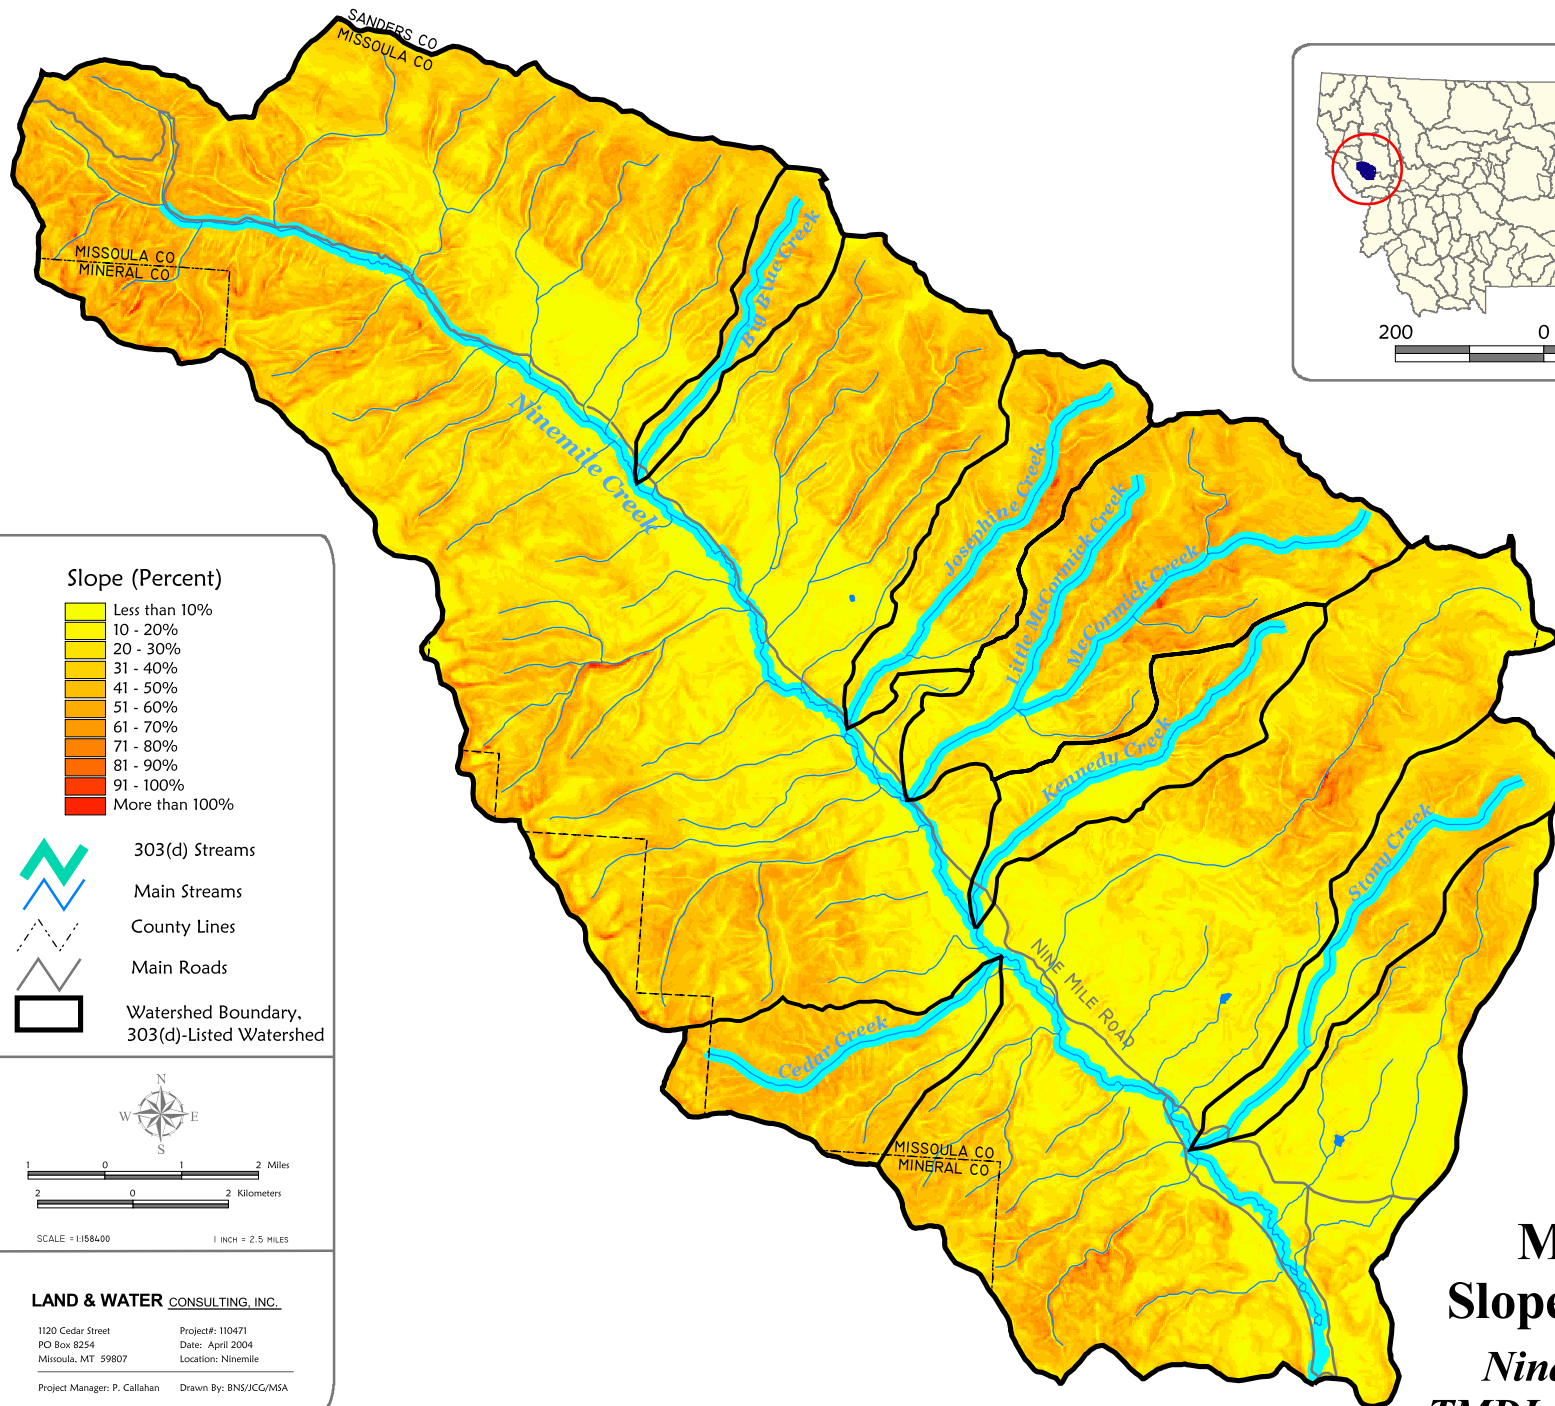 SANDERS CO
MISSOULA CO
MISSOULA CO
MINERAL CO
Big Blue Creek
Ninemile Creek
Josephine Creek
Little McCormick Creek
McCormick Creek
Kennedy Creek
Stony Creek
NINE MILE ROAD
Cedar Creek
MISSOULA CO
MINERAL CO
200 0
Slope (Percent)
Less than 10%
10 - 20%
20 - 30%
31 - 40%
41 - 50%
51 - 60%
61 - 70%
71 - 80%
81 - 90%
91 - 100%
More than 100%
303(d) Streams
Main Streams
County Lines
Main Roads
Watershed Boundary,
303(d)-Listed Watershed
N
W E
S
1 0 1 2 Miles
2 0 2 Kilometers
SCALE = 1:158400 1 INCH = 2.5 MILES
LAND & WATER CONSULTING, INC.
1120 Cedar Street Project#: 110471
PO Box 8254 Date: April 2004
Missoula, MT 59807 Location: Ninemile
Project Manager: P. Callahan Drawn By: BNS/JCG/MSA
M
Slope
Nine
TMDL